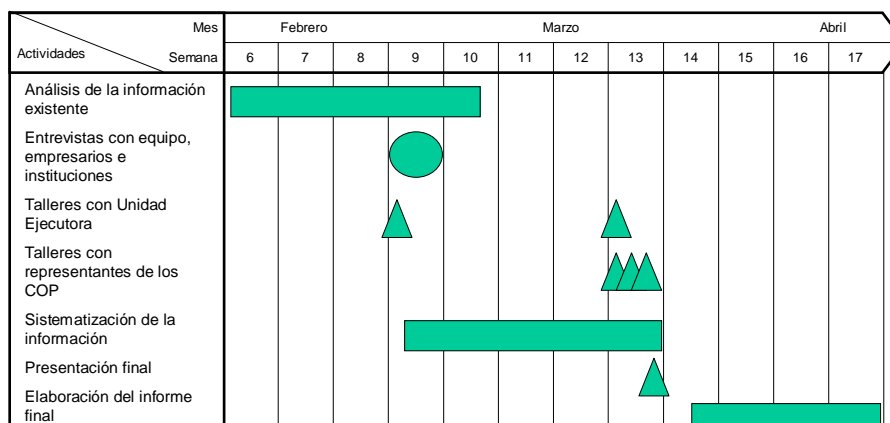 Mes Febrero Marzo Abril
Actividades Semana 6 7 8 9 10 11 12 13 14 15 16 17
Análisis de la información
existente
Entrevistas con equipo,
empresarios e
instituciones
Talleres con Unidad
Ejecutora
Talleres con
representantes de los
COP
Sistematización de la
información
Presentación final
Elaboración del informe
final